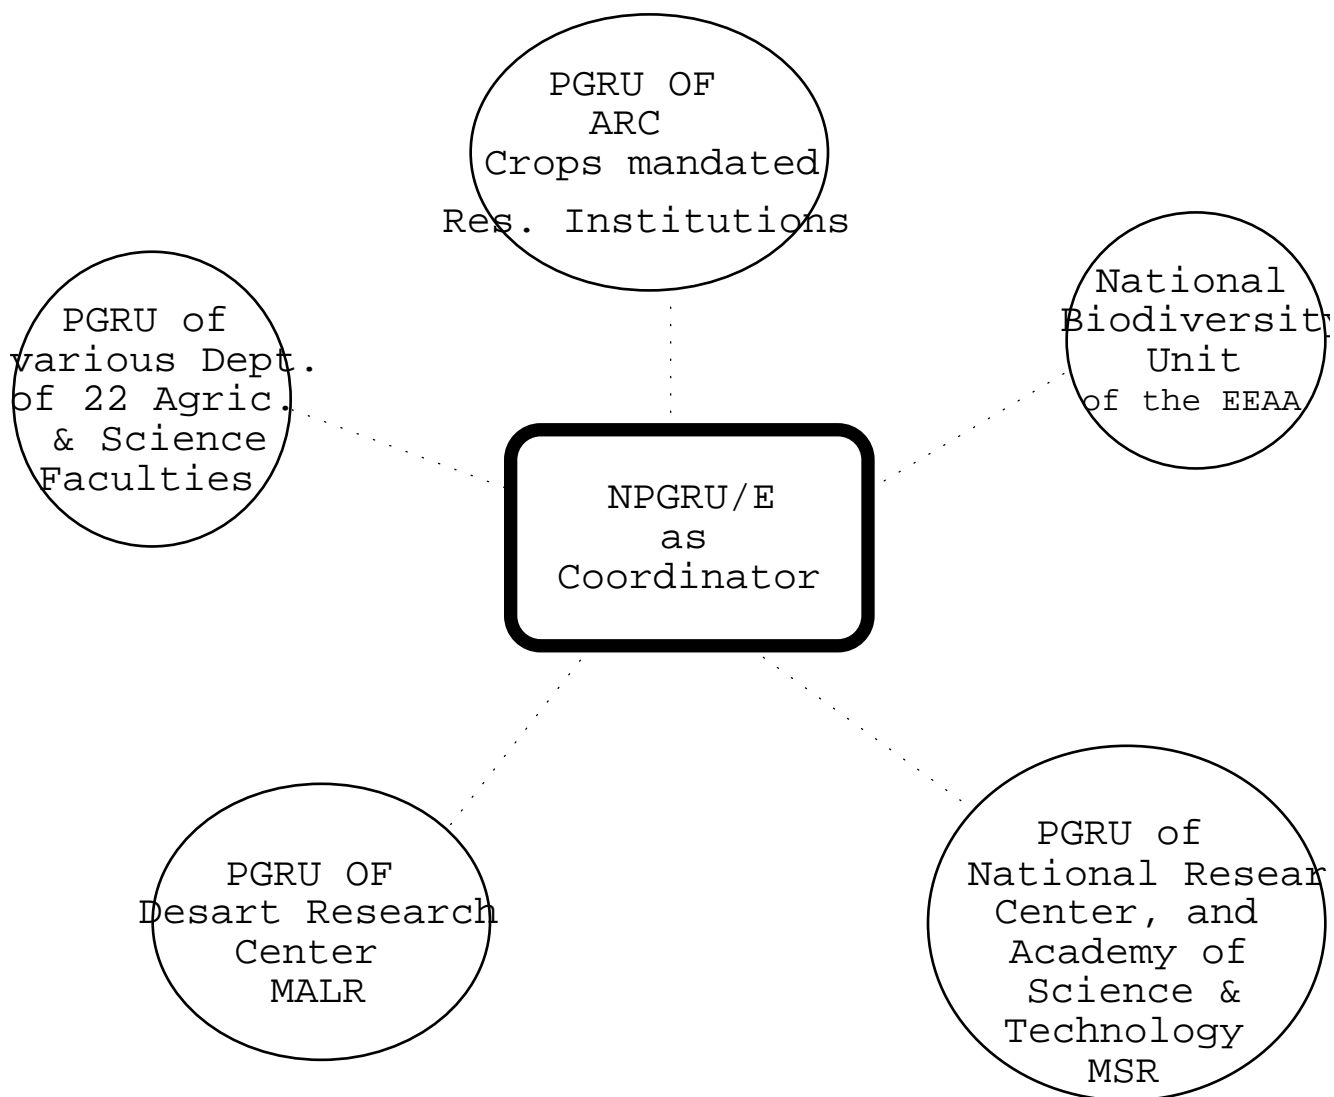 PGRU OF
ARC
Crops mandated
Res. Institutions
National
Biodiversity
Unit
of the EEAA
PGRU of
various Dept.
of 22 Agric.
& Science
Faculties
NPGRU/E
as
Coordinator
PGRU OF
Desart Research
Center
MALR
PGRU of
National Resear
Center, and
Academy of
Science &
Technology
MSR